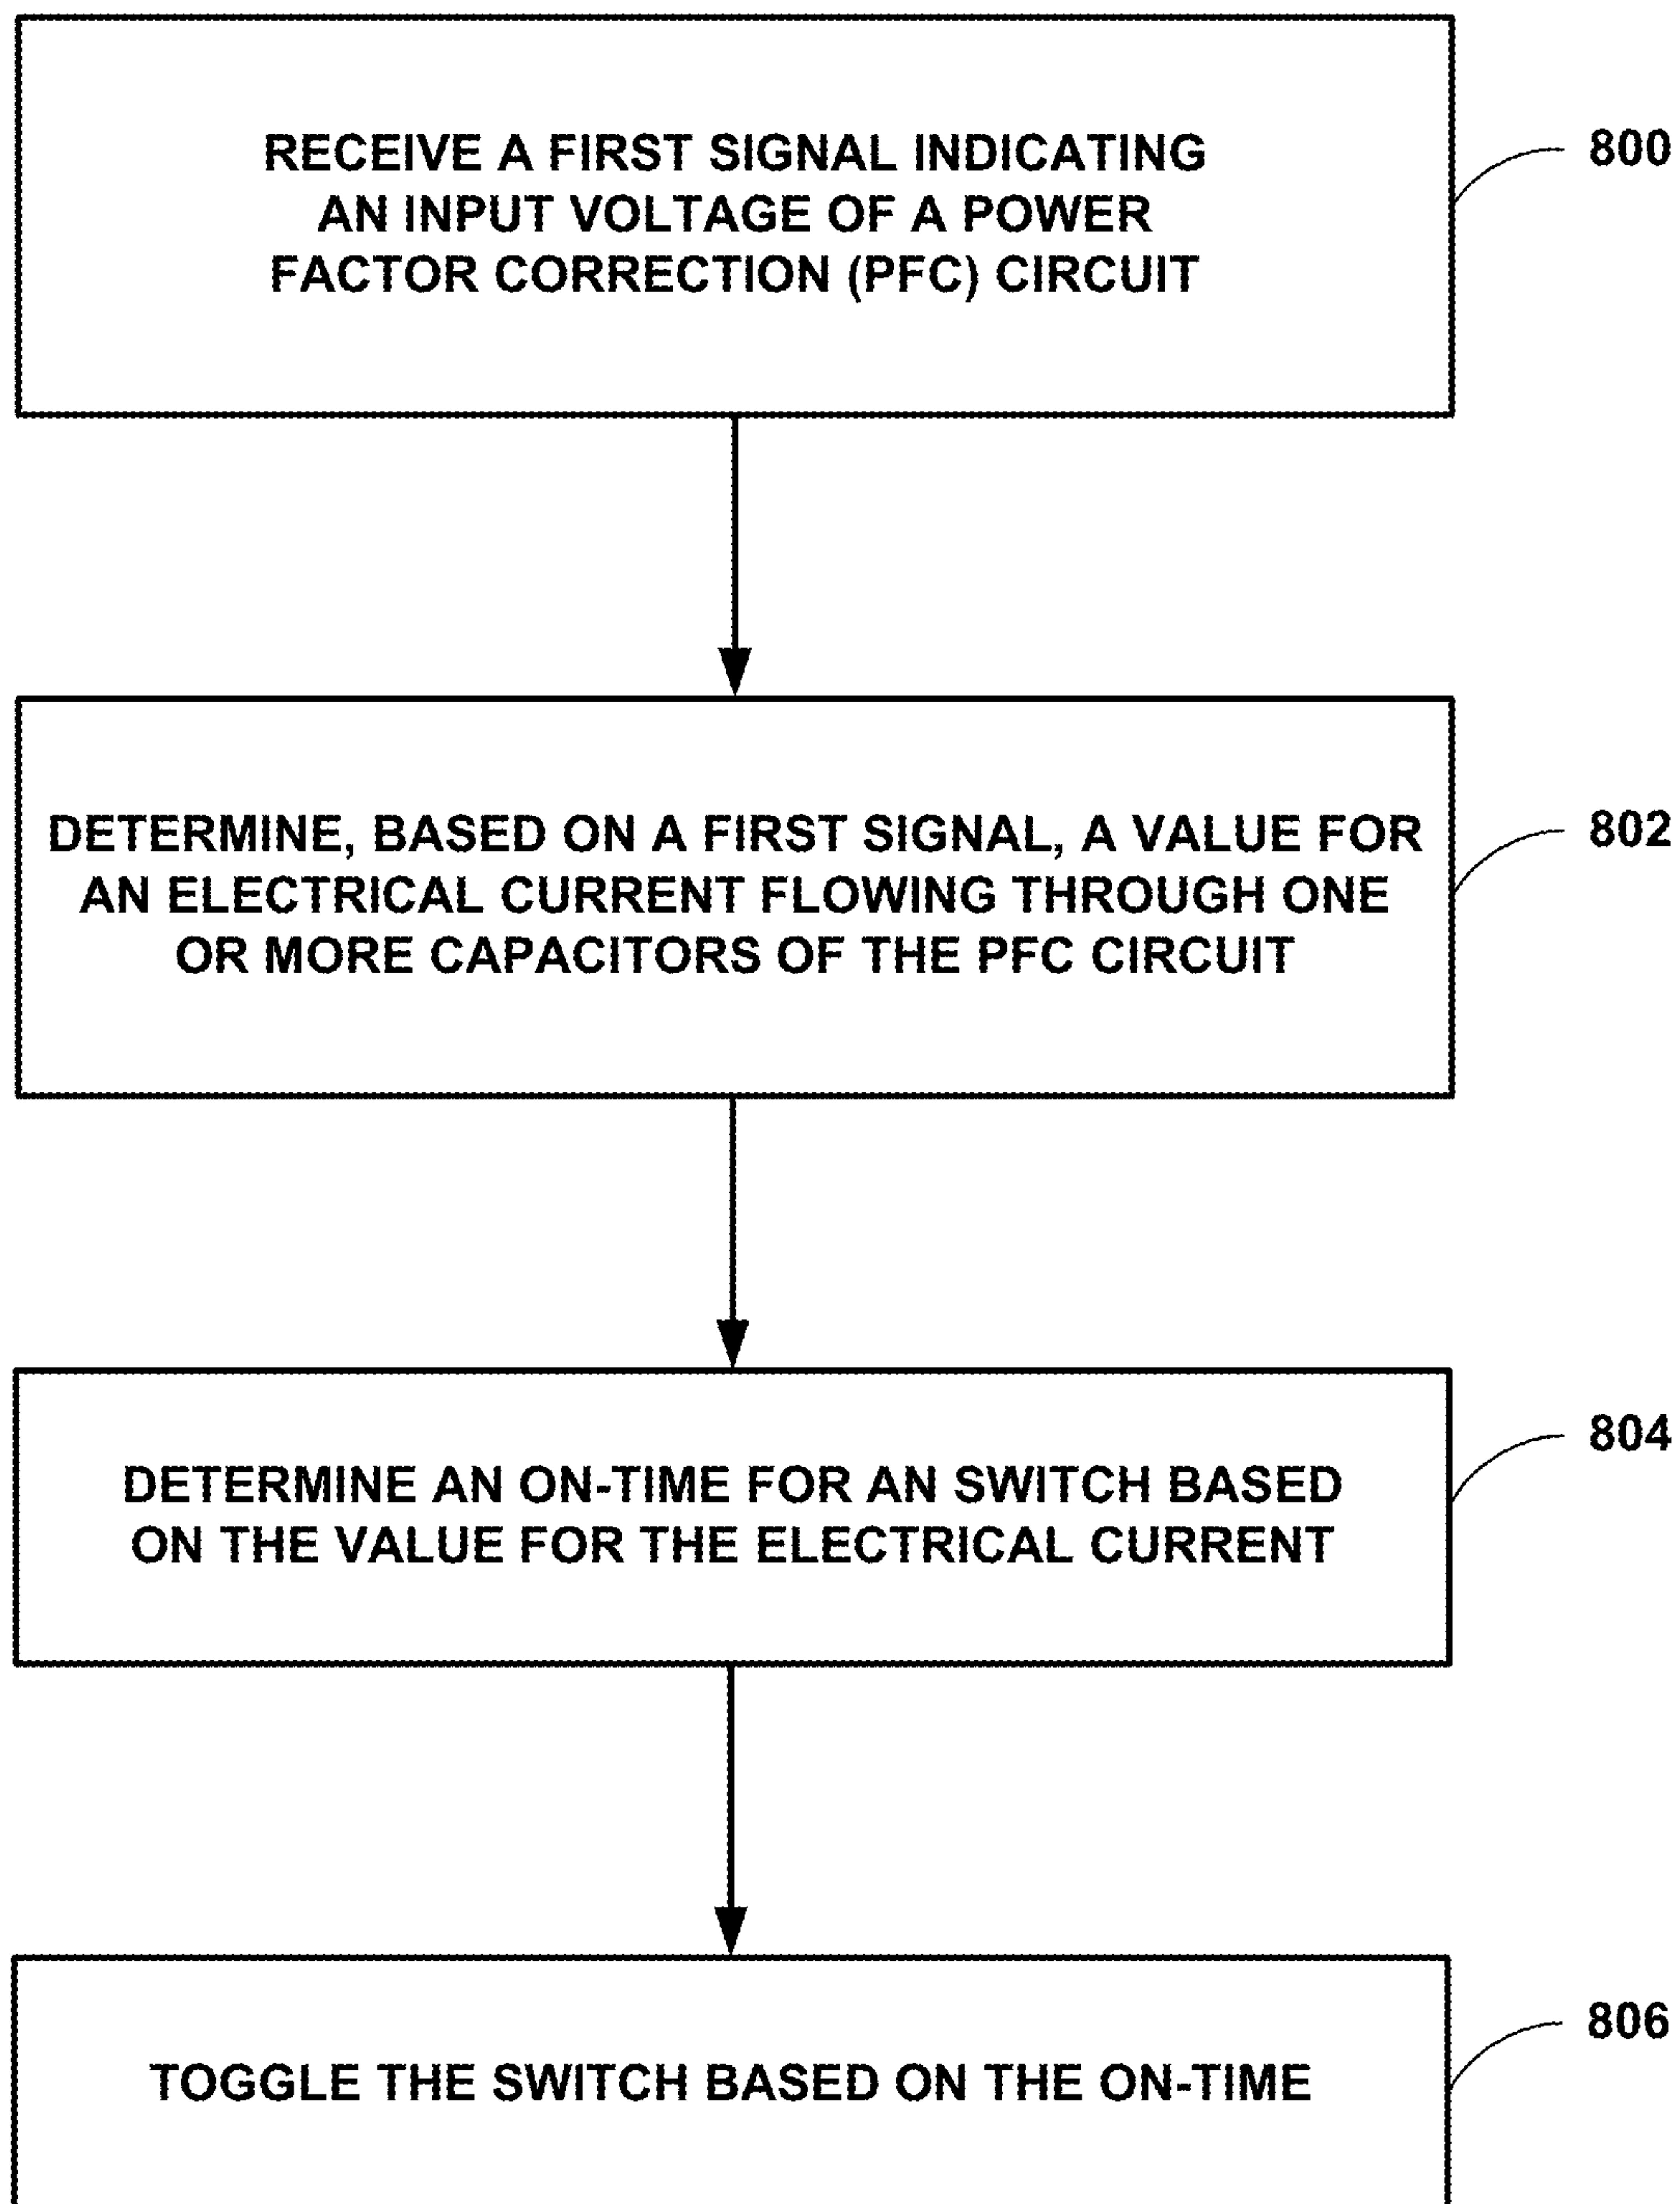 RECEIVE A FIRST SIGNAL INDICATING
AN INPUT VOLTAGE OF A POWER
FACTOR CORRECTION (PFC) CIRCUIT
800
DETERMINE, BASED ON A FIRST SIGNAL, A VALUE FOR
AN ELECTRICAL CURRENT FLOWING THROUGH ONE
OR MORE CAPACITORS OF THE PFC CIRCUIT
802
DETERMINE AN ON-TIME FOR AN SWITCH BASED
ON THE VALUE FOR THE ELECTRICAL CURRENT
804
TOGGLE THE SWITCH BASED ON THE ON-TIME
806